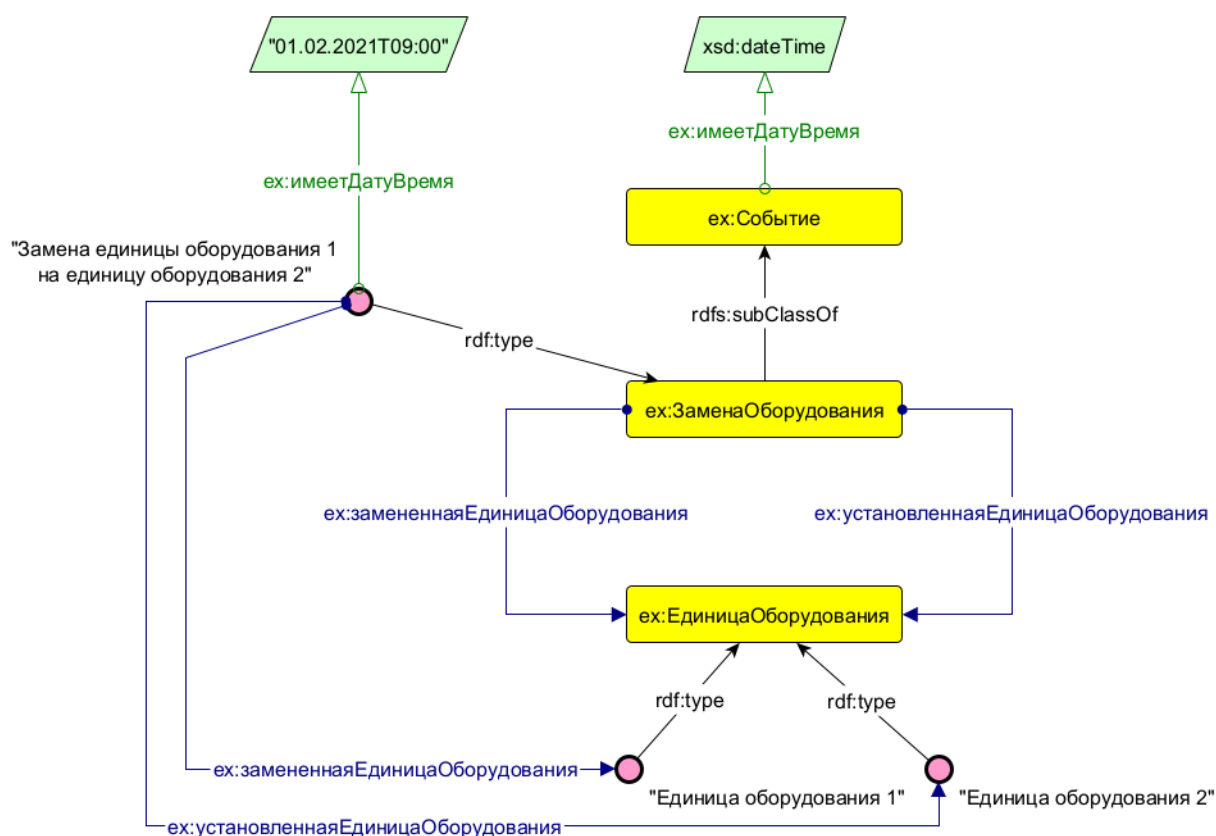 "01.02.2021T09:00"
xsd:dateTime
ex:имеетДатуВремя
ex:имеетДатуВремя
ex:Событие
"Замена единицы оборудования 1
на единицу оборудования 2"
rdfs:subClassOf
rdf:type
ex:ЗаменаОборудования
ex:замененнаяЕдиницаОборудования
ex:установленнаяЕдиницаОборудования
ex:ЕдиницаОборудования
rdf:type
rdf:type
ex:замененнаяЕдиницаОборудования
"Единица оборудования 1"
"Единица оборудования 2"
ex:установленнаяЕдиницаОборудования